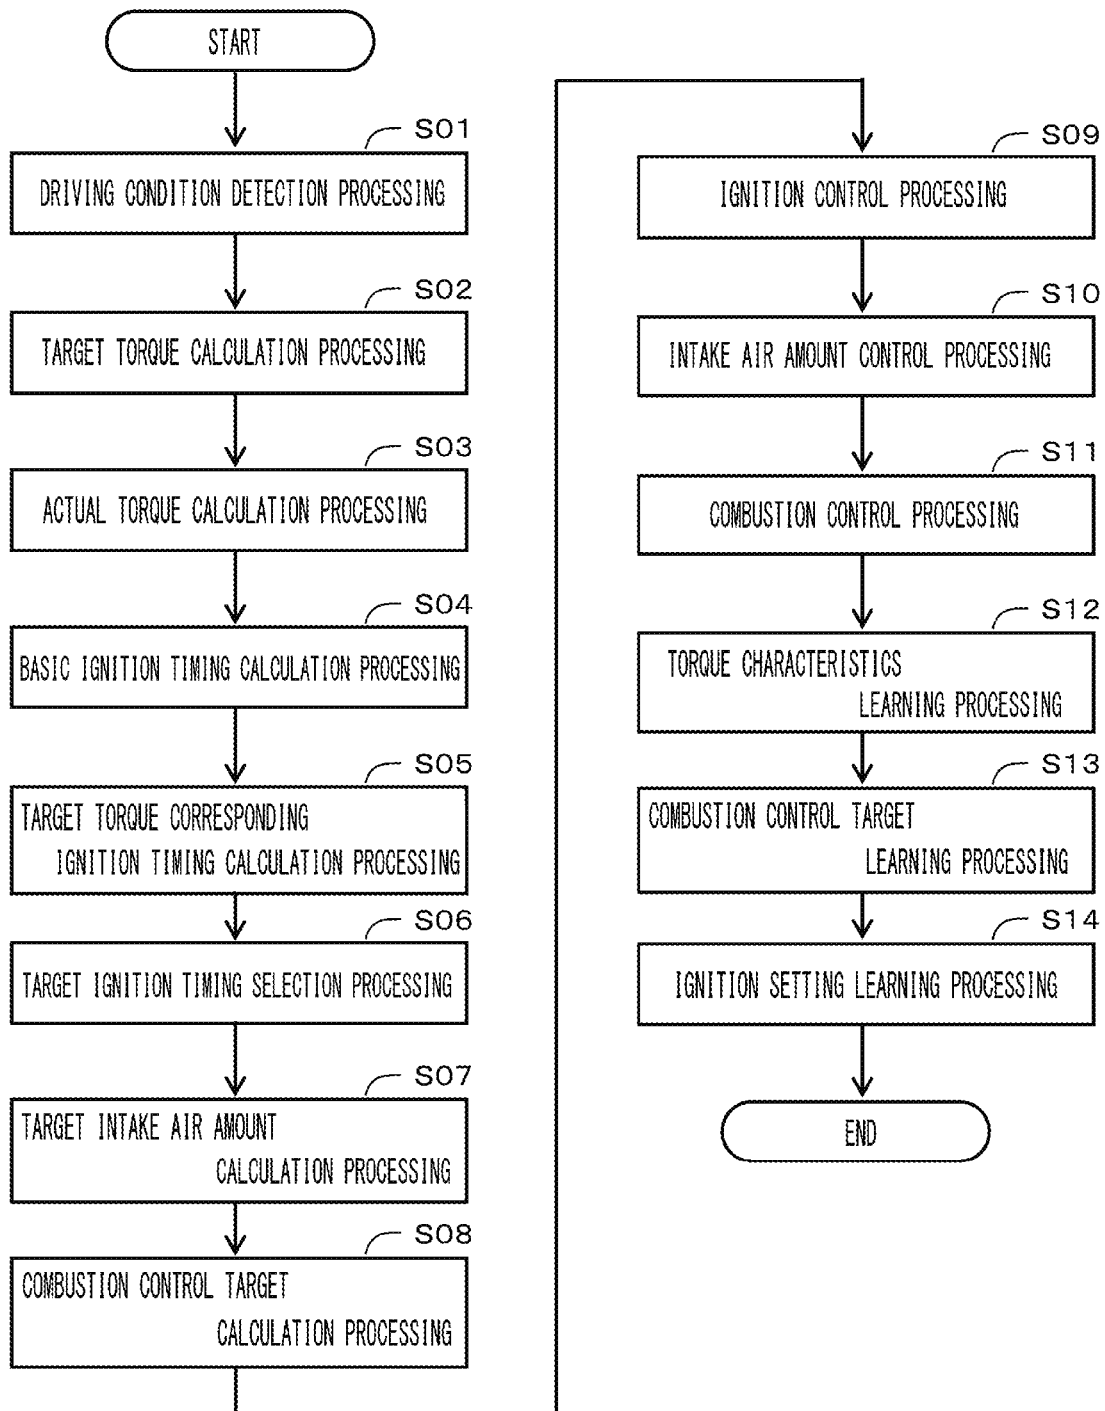 START
S01
DRIVING CONDITION DETECTION PROCESSING
S02
TARGET TORQUE CALCULATION PROCESSING
S03
ACTUAL TORQUE CALCULATION PROCESSING
S04
BASIC IGNITION TIMING CALCULATION PROCESSING
S05
TARGET TORQUE CORRESPONDING
IGNITION TIMING CALCULATION PROCESSING
S06
TARGET IGNITION TIMING SELECTION PROCESSING
S07
TARGET INTAKE AIR AMOUNT
CALCULATION PROCESSING
S08
COMBUSTION CONTROL TARGET
CALCULATION PROCESSING
S09
IGNITION CONTROL PROCESSING
S10
INTAKE AIR AMOUNT CONTROL PROCESSING
S11
COMBUSTION CONTROL PROCESSING
S12
TORQUE CHARACTERISTICS
LEARNING PROCESSING
S13
COMBUSTION CONTROL TARGET
LEARNING PROCESSING
S14
IGNITION SETTING LEARNING PROCESSING
END